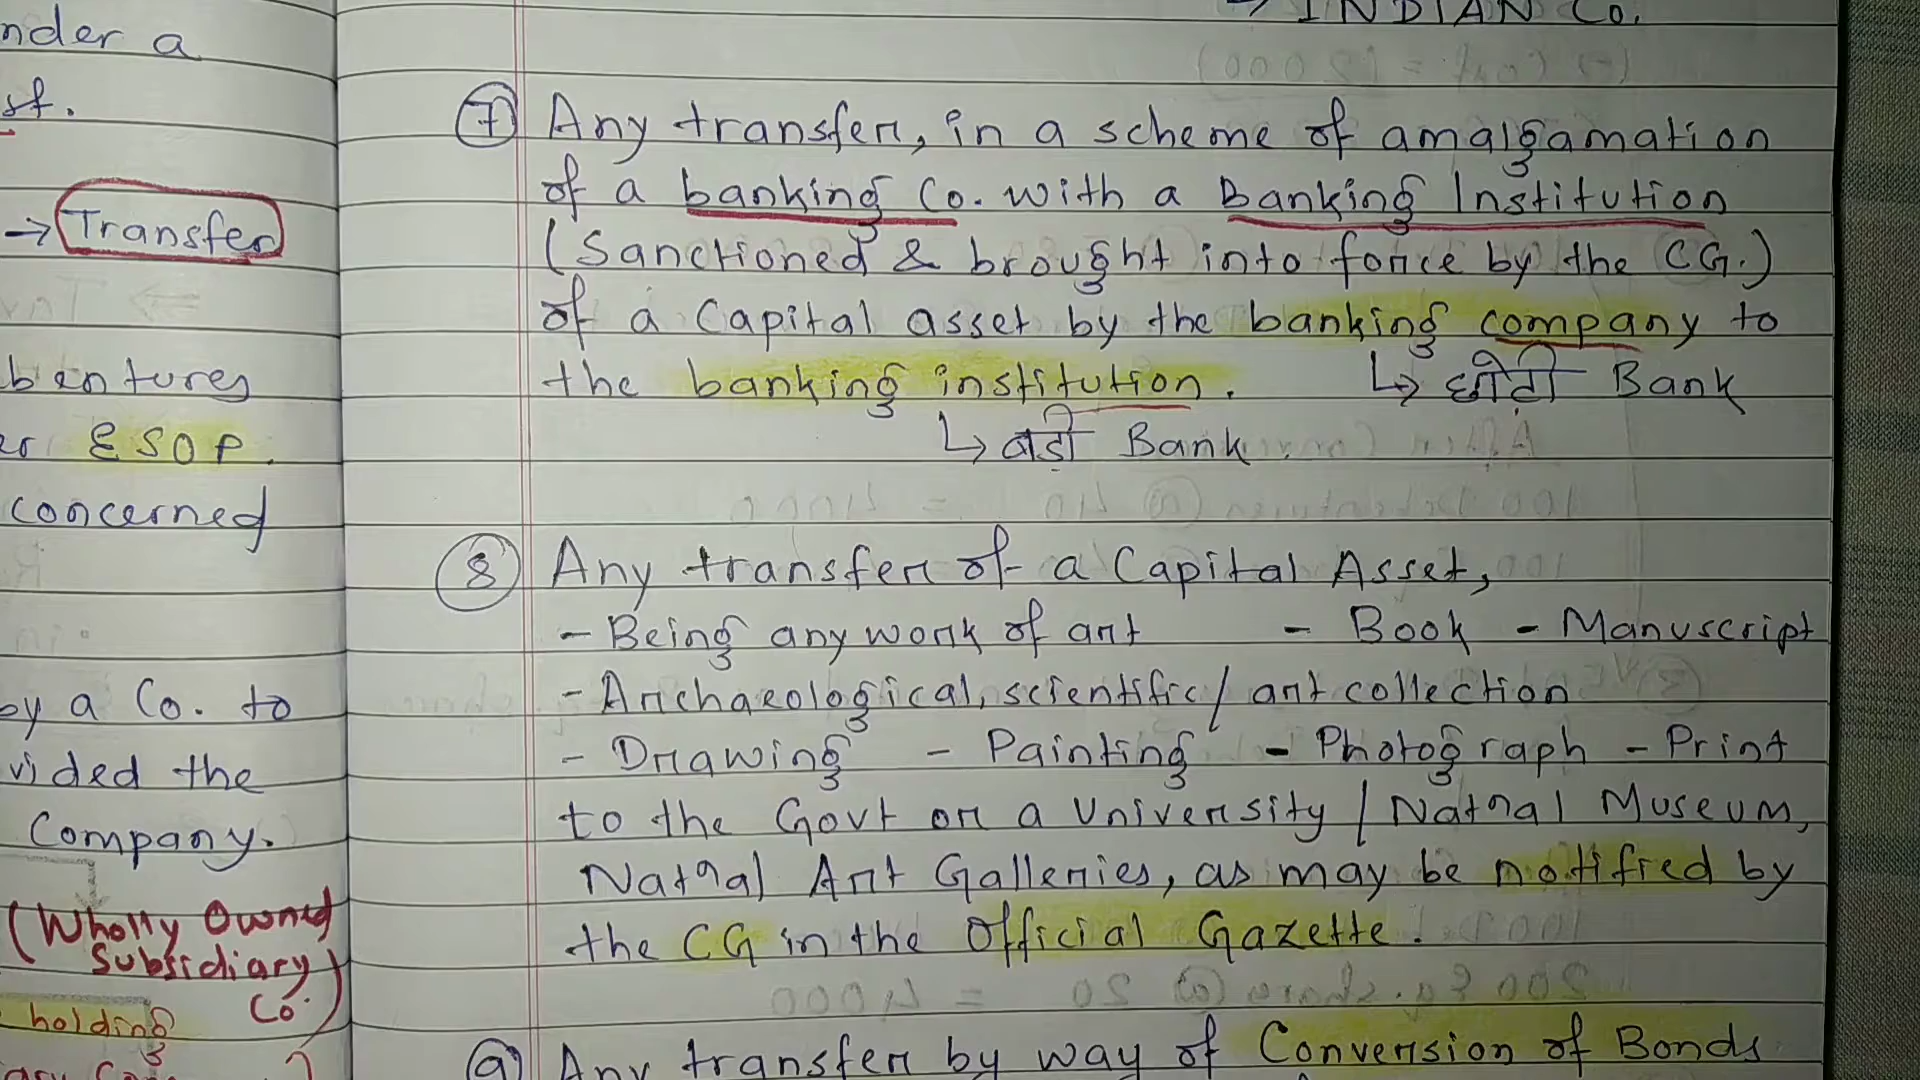 nder a
st.
→ Transfer
bentures
er ESOP.
concerned
by a Co. to
vided the
Company.
(Wholly Owned
Subsidiary)
Co.
holding
→ INDIAN Co.
⑦ Any transfer, in a scheme of amalgamation
of a banking Co. with a Banking Institution
(Sanctioned & brought into force by the CG.)
of a Capital asset by the banking company to
the banking institution. ↳ छोटी Bank
↳ बडी Bank.
⑧ Any transfer of a Capital Asset,
- Being any work of art - Book - Manuscript
- Archaeological, scientific / art collection
- Drawing - Painting - Photograph - Print
to the Govt or a University / Natnal Museum,
Natnal Art Galleries, as may be notified by
the CG in the Official Gazette.
⑨ Any transfer by way of Conversion of Bonds